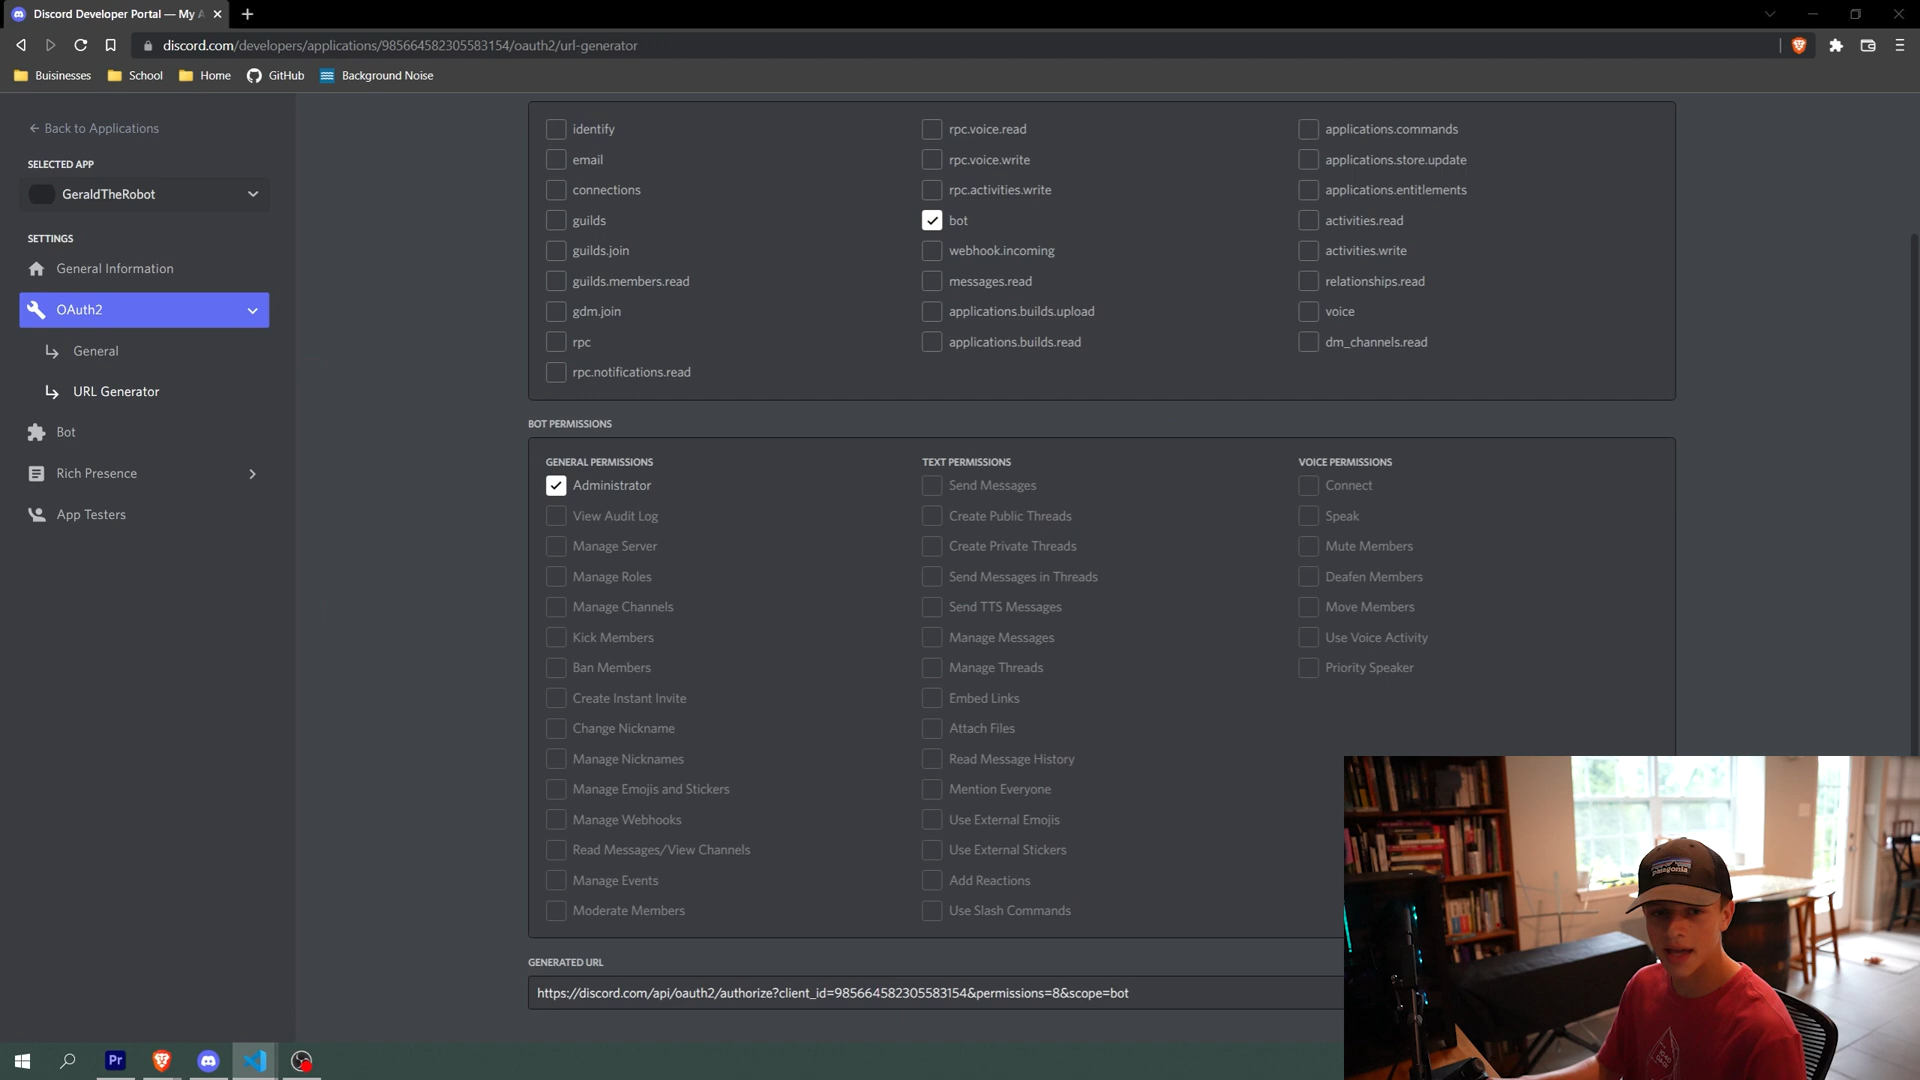 Discord Developer Portal — My A
discord.com/developers/applications/985664582305583154/oauth2/url-generator
Buisinesses School Home GitHub Background Noise
← Back to Applications
SELECTED APP
GeraldTheRobot
SETTINGS
General Information
OAuth2
General
URL Generator
Bot
Rich Presence
App Testers
identify
email
connections
guilds
guilds.join
guilds.members.read
gdm.join
rpc
rpc.notifications.read
rpc.voice.read
rpc.voice.write
rpc.activities.write
bot
webhook.incoming
messages.read
applications.builds.upload
applications.builds.read
applications.commands
applications.store.update
applications.entitlements
activities.read
activities.write
relationships.read
voice
dm_channels.read
BOT PERMISSIONS
GENERAL PERMISSIONS
Administrator
View Audit Log
Manage Server
Manage Roles
Manage Channels
Kick Members
Ban Members
Create Instant Invite
Change Nickname
Manage Nicknames
Manage Emojis and Stickers
Manage Webhooks
Read Messages/View Channels
Manage Events
Moderate Members
TEXT PERMISSIONS
Send Messages
Create Public Threads
Create Private Threads
Send Messages in Threads
Send TTS Messages
Manage Messages
Manage Threads
Embed Links
Attach Files
Read Message History
Mention Everyone
Use External Emojis
Use External Stickers
Add Reactions
Use Slash Commands
VOICE PERMISSIONS
Connect
Speak
Mute Members
Deafen Members
Move Members
Use Voice Activity
Priority Speaker
GENERATED URL
https://discord.com/api/oauth2/authorize?client_id=985664582305583154&permissions=8&scope=bot
patagonia
Pr